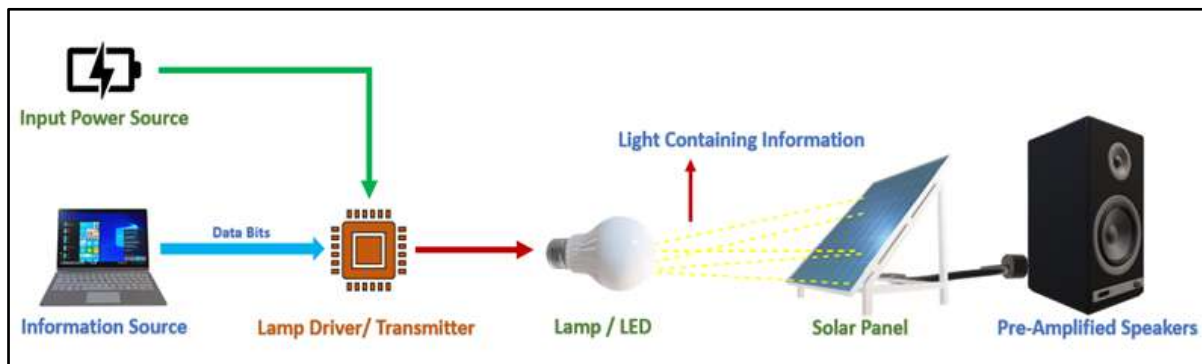 Input Power Source
Light Containing Information
Data Bits
Information Source
Lamp Driver/ Transmitter
Lamp / LED
Solar Panel
Pre-Amplified Speakers